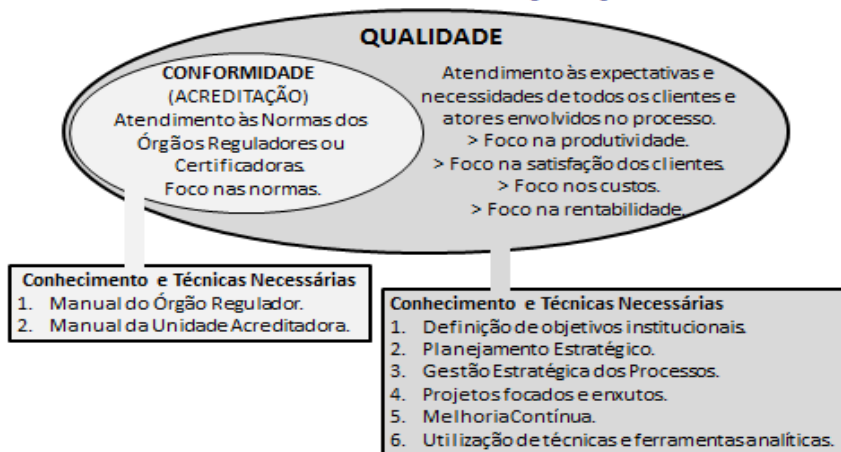 QUALIDADE
CONFORMIDADE
(ACREDITAÇÃO)
Atendimento às Normas dos
Órgãos Reguladores ou
Certificadoras.
Foco nas normas.
Atendimento às expectativas e
necessidades de todos os clientes e
atores envolvidos no processo.
> Foco na produtividade.
> Foco na satisfação dos clientes.
> Foco nos custos.
> Foco na rentabilidade.
Conhecimento e Técnicas Necessárias
1. Manual do Órgão Regulador.
2. Manual da Unidade Acreditadora.
Conhecimento e Técnicas Necessárias
1. Definição de objetivos institucionais.
2. Planejamento Estratégico.
3. Gestão Estratégica dos Processos.
4. Projetos focados e enxutos.
5. Melhoria Contínua.
6. Utilização de técnicas e ferramentas analíticas.